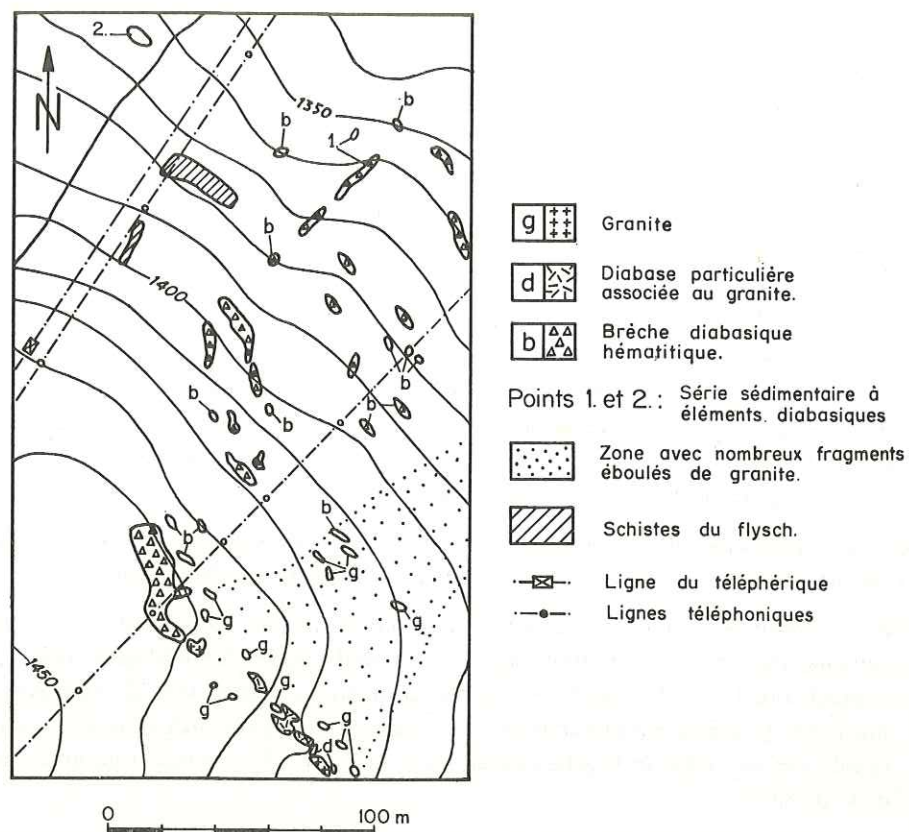 2.
b
b
N
1350
1.
b
1400
b
b
b
b
b
b
g
g
g
1450
g
g
g
g
d
g
Granite
d
Diabase particulière
associée au granite.
b
Brèche diabasique
hématitique.
Points 1. et 2. : Série sédimentaire à
éléments. diabasiques
Zone avec nombreux fragments
éboulés de granite.
Schistes du flysch.
Ligne du téléphérique
Lignes téléphoniques
0
100 m